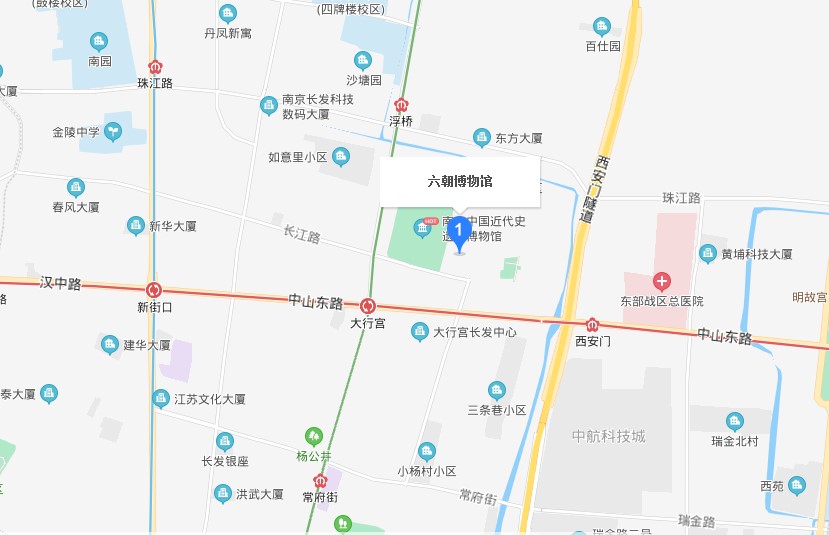 (鼓楼校区)
(四牌楼校区)
丹凤新寓
百仕园
南园
沙塘园
珠江路
大厦
南京长发科技
数码大厦
浮桥
金陵中学
东方大厦
如意里小区
六朝博物馆
西安门隧道
春风大厦
珠江路
新华大厦
HOT
中国近代史
博物馆
1
长江路
黄埔科技大厦
汉中路
东部战区总医院
明故宫
路
新街口
中山东路
大行宫
大行宫长发中心
西安门
中山东路
建华大厦
泰大厦
江苏文化大厦
三条巷小区
中航科技城
瑞金北村
长发银座
杨公井
小杨村小区
西苑
洪武大厦
常府街
常府街
瑞金路